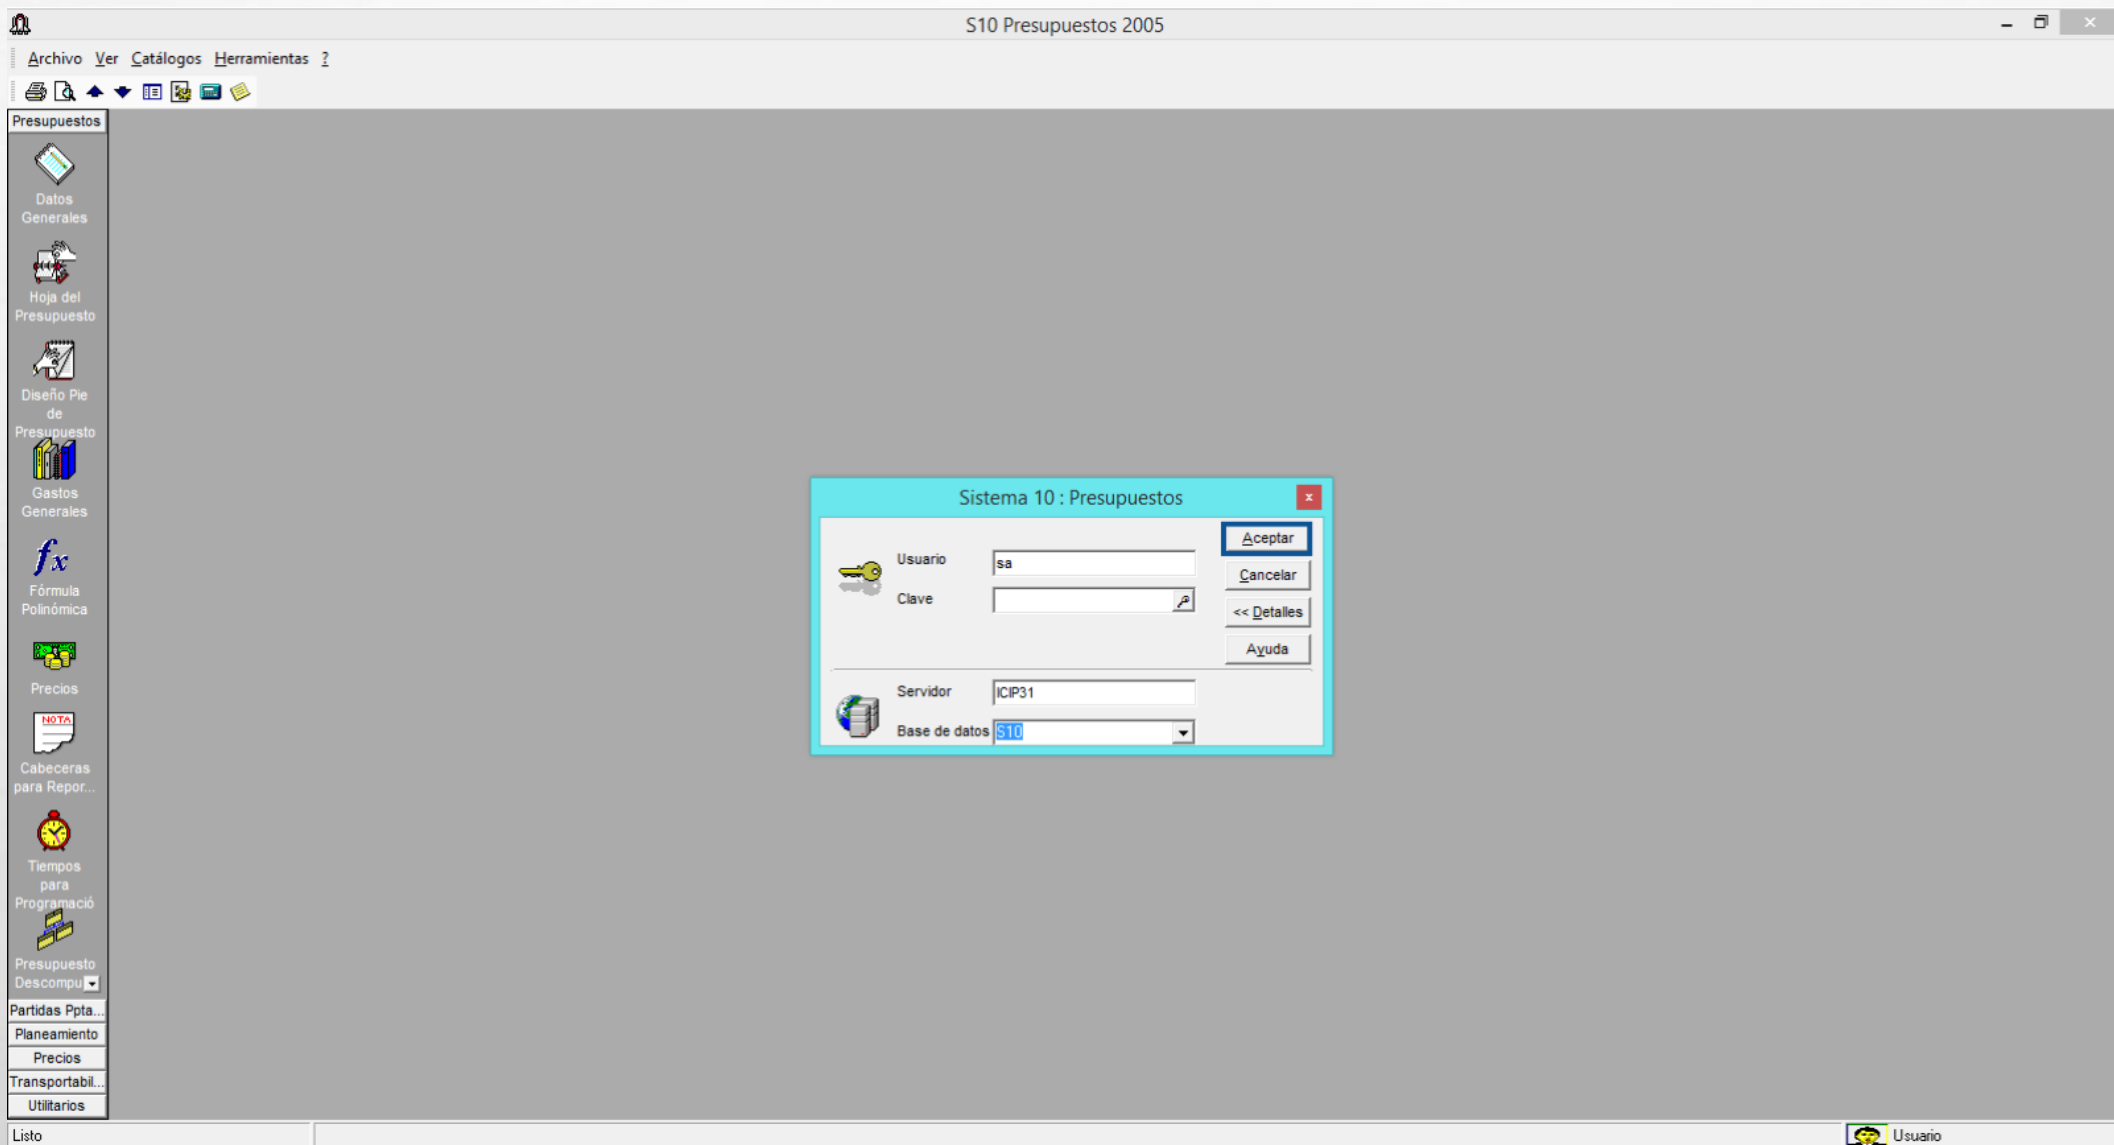 S10 Presupuestos 2005
Archivo Ver Catálogos Herramientas ?
Presupuestos
Datos
Generales
Hoja del
Presupuesto
Diseño Pie
de
Presupuesto
Gastos
Generales
fx
Fórmula
Polinómica
Precios
NOTA
Cabeceras
para Repor...
Tiempos
para
Programació
Presupuesto
Descompu
Partidas Ppta...
Planeamiento
Precios
Transportabil...
Utilitarios
Sistema 10 : Presupuestos
Usuario sa
Clave
Aceptar
Cancelar
<< Detalles
Ayuda
Servidor ICIP31
Base de datos S10
Listo
Usuario